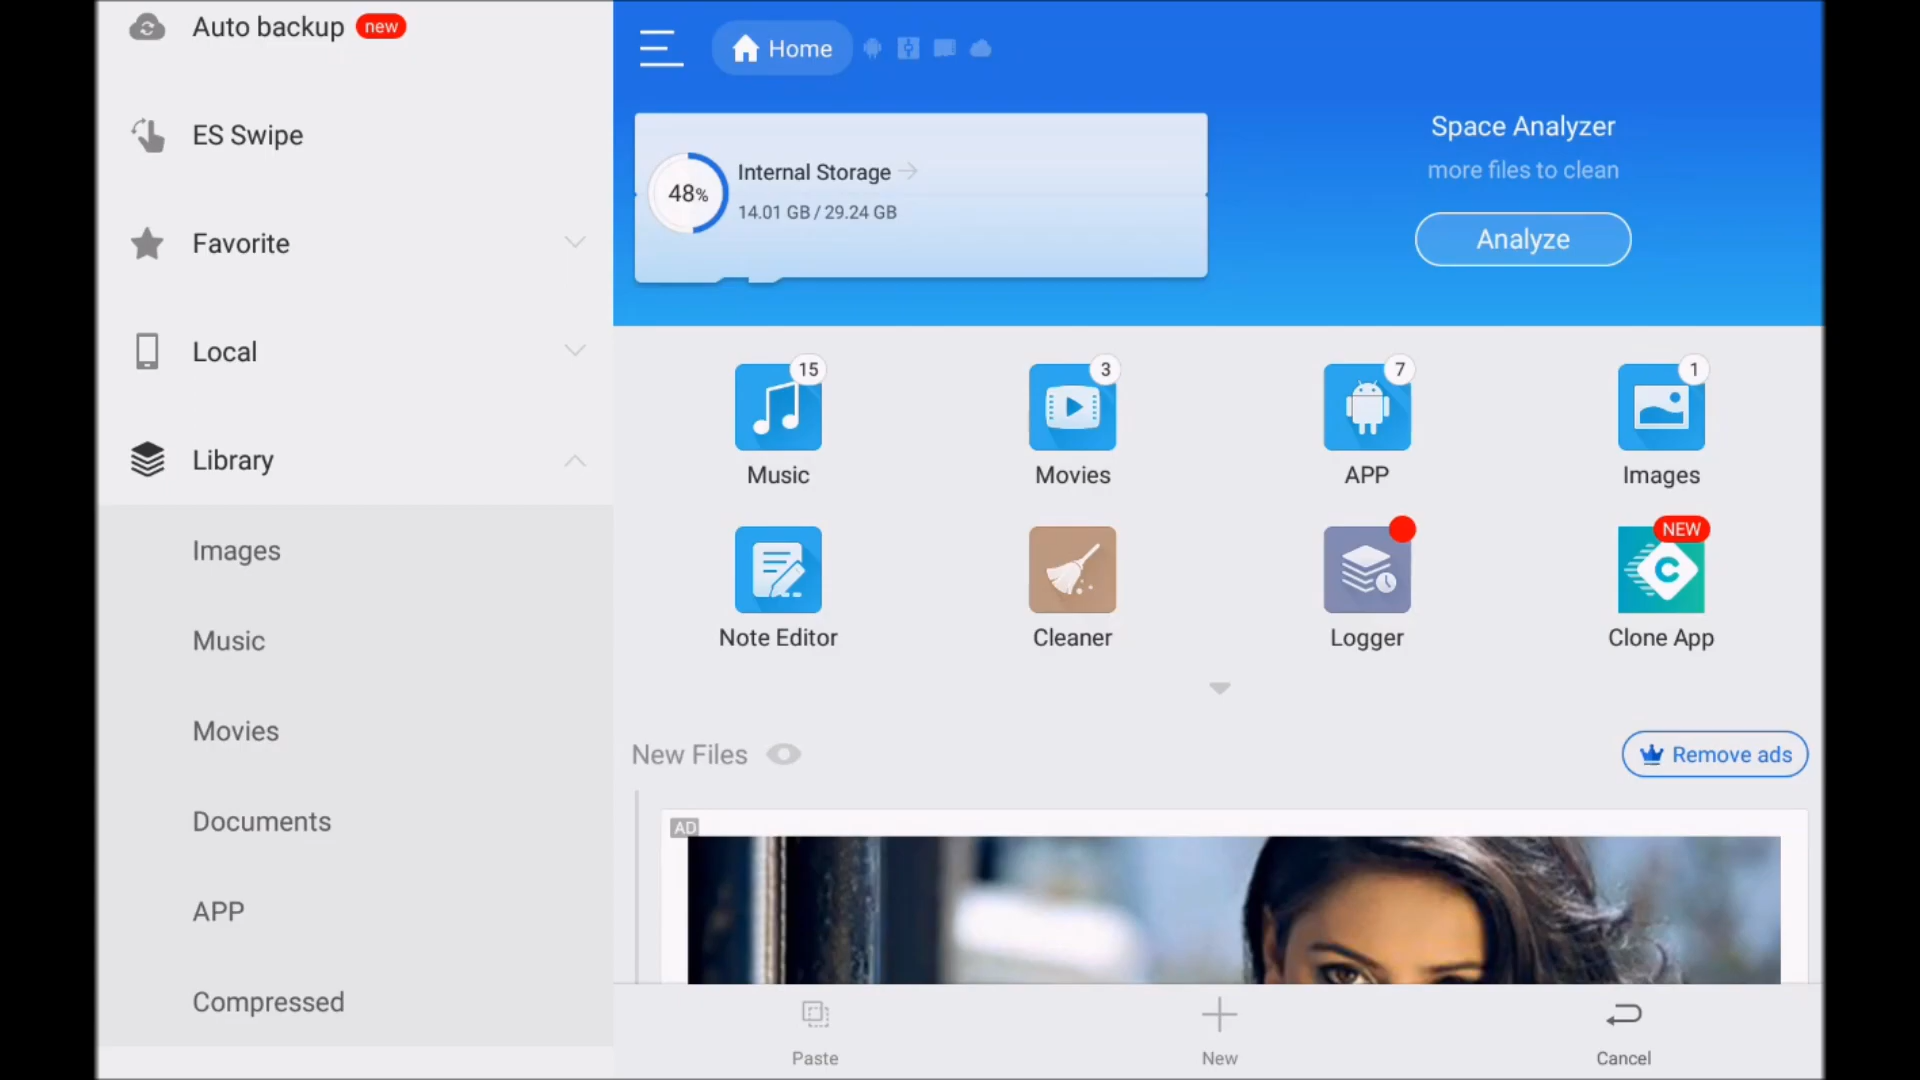 Auto backup new
ES Swipe
Favorite
Local
Library
Images
Music
Movies
Documents
APP
Compressed
Home
48%
Internal Storage
14.01 GB / 29.24 GB
Space Analyzer
more files to clean
Analyze
15
Music
3
Movies
7
APP
1
Images
Note Editor
Cleaner
Logger
NEW
C
Clone App
New Files
Remove ads
AD
Paste
New
Cancel